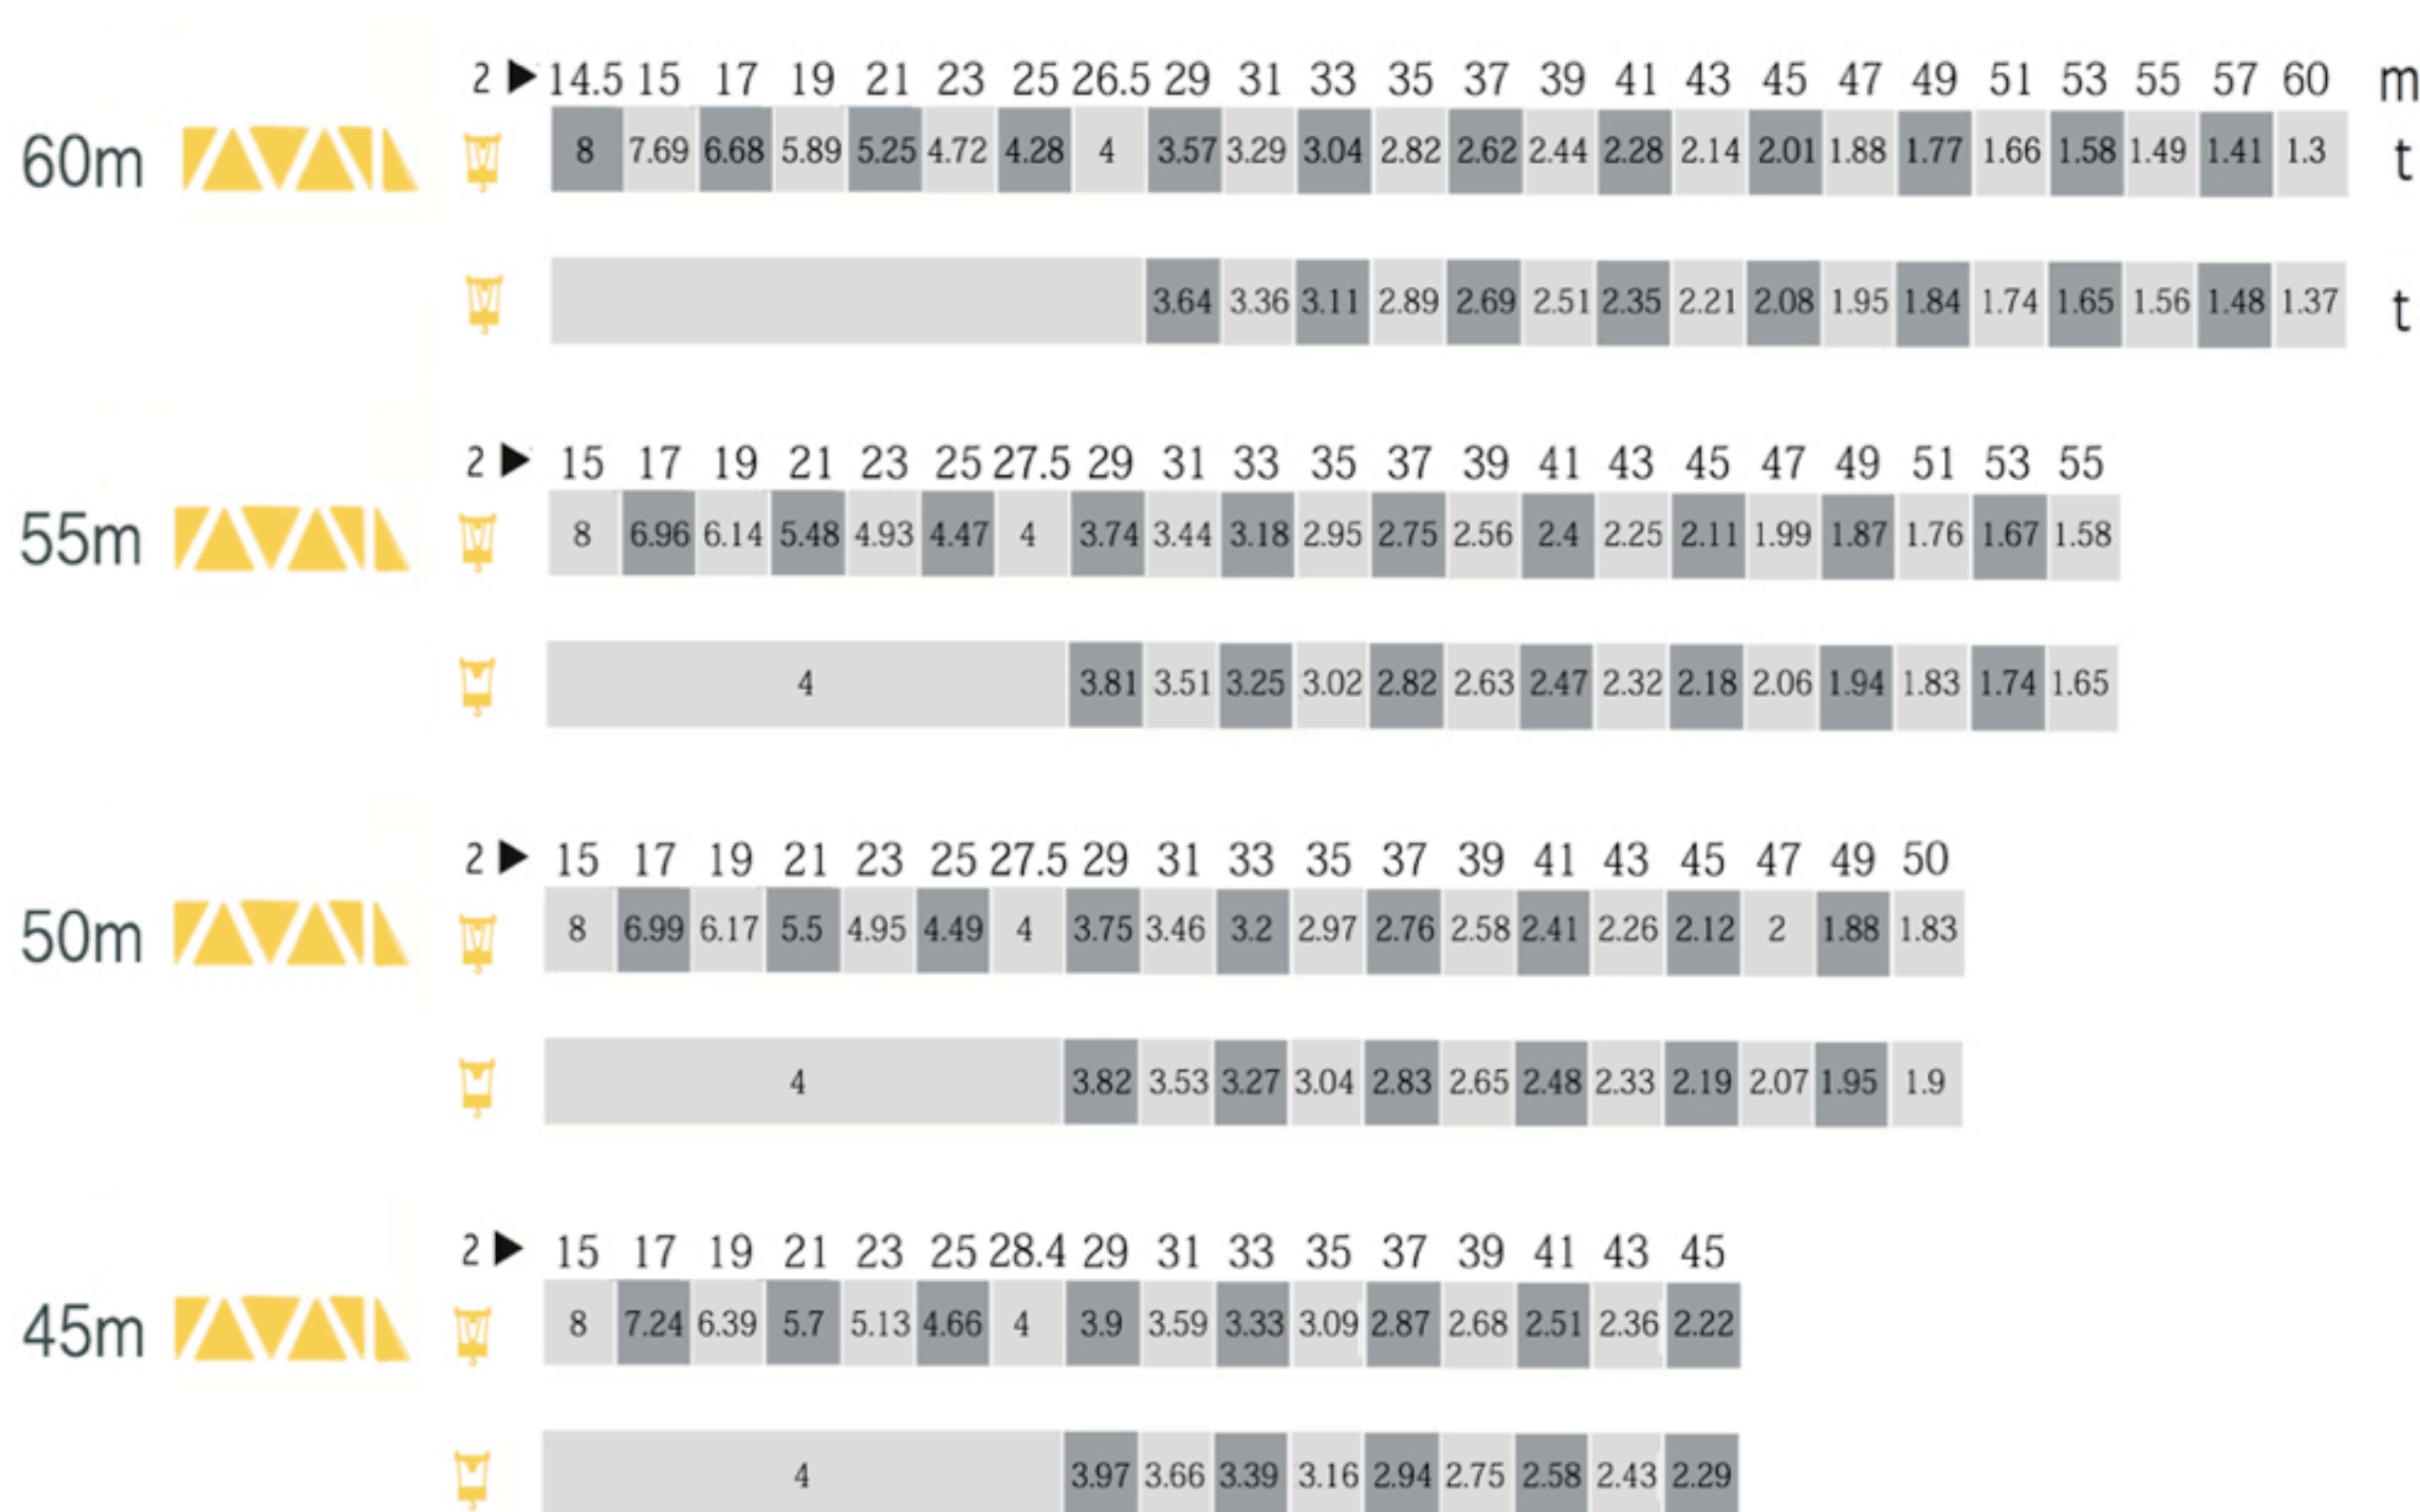 2 ▶ 14.5 15 17 19 21 23 25 26.5 29 31 33 35 37 39 41 43 45 47 49 51 53 55 57 60 m
60m 8 7.69 6.68 5.89 5.25 4.72 4.28 4 3.57 3.29 3.04 2.82 2.62 2.44 2.28 2.14 2.01 1.88 1.77 1.66 1.58 1.49 1.41 1.3 t
3.64 3.36 3.11 2.89 2.69 2.51 2.35 2.21 2.08 1.95 1.84 1.74 1.65 1.56 1.48 1.37 t
2 ▶ 15 17 19 21 23 25 27.5 29 31 33 35 37 39 41 43 45 47 49 51 53 55
55m 8 6.96 6.14 5.48 4.93 4.47 4 3.74 3.44 3.18 2.95 2.75 2.56 2.4 2.25 2.11 1.99 1.87 1.76 1.67 1.58
4 3.81 3.51 3.25 3.02 2.82 2.63 2.47 2.32 2.18 2.06 1.94 1.83 1.74 1.65
2 ▶ 15 17 19 21 23 25 27.5 29 31 33 35 37 39 41 43 45 47 49 50
50m 8 6.99 6.17 5.5 4.95 4.49 4 3.75 3.46 3.2 2.97 2.76 2.58 2.41 2.26 2.12 2 1.88 1.83
4 3.82 3.53 3.27 3.04 2.83 2.65 2.48 2.33 2.19 2.07 1.95 1.9
2 ▶ 15 17 19 21 23 25 28.4 29 31 33 35 37 39 41 43 45
45m 8 7.24 6.39 5.7 5.13 4.66 4 3.9 3.59 3.33 3.09 2.87 2.68 2.51 2.36 2.22
4 3.97 3.66 3.39 3.16 2.94 2.75 2.58 2.43 2.29